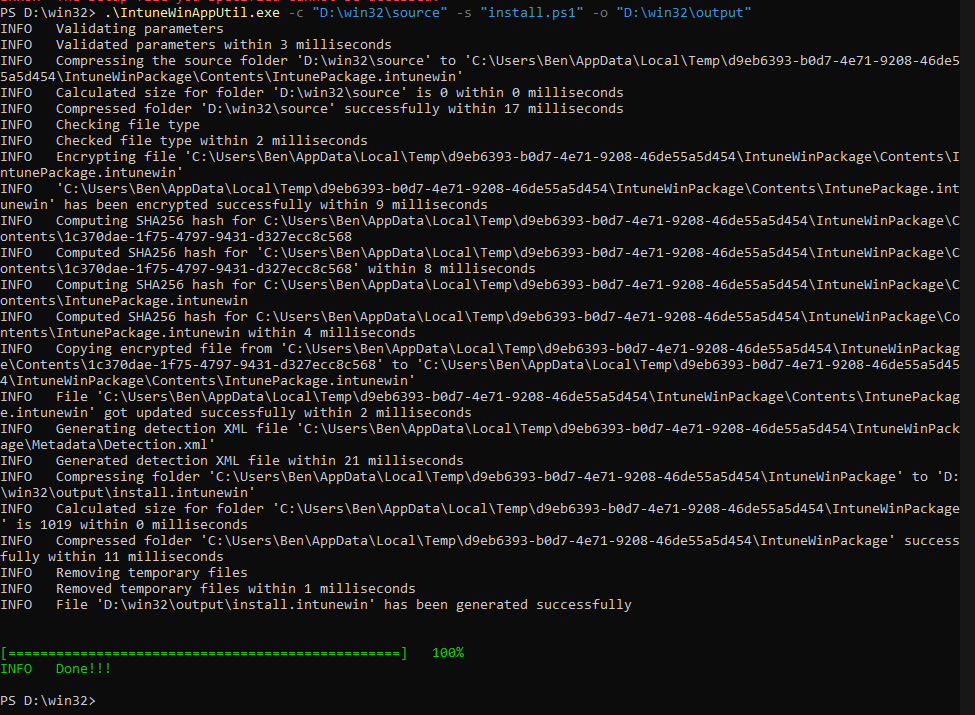 PS D:\win32> .\IntuneWinAppUtil.exe -c "D:\win32\source" -s "install.ps1" -o "D:\win32\output"
INFO   Validating parameters
INFO   Validated parameters within 3 milliseconds
INFO   Compressing the source folder 'D:\win32\source' to 'C:\Users\Ben\AppData\Local\Temp\d9eb6393-b0d7-4e71-9208-46de5
5a5d454\IntuneWinPackage\Contents\IntunePackage.intunewin'
INFO   Calculated size for folder 'D:\win32\source' is 0 within 0 milliseconds
INFO   Compressed folder 'D:\win32\source' successfully within 17 milliseconds
INFO   Checking file type
INFO   Checked file type within 2 milliseconds
INFO   Encrypting file 'C:\Users\Ben\AppData\Local\Temp\d9eb6393-b0d7-4e71-9208-46de55a5d454\IntuneWinPackage\Contents\I
ntunePackage.intunewin'
INFO   'C:\Users\Ben\AppData\Local\Temp\d9eb6393-b0d7-4e71-9208-46de55a5d454\IntuneWinPackage\Contents\IntunePackage.int
unewin' has been encrypted successfully within 9 milliseconds
INFO   Computing SHA256 hash for C:\Users\Ben\AppData\Local\Temp\d9eb6393-b0d7-4e71-9208-46de55a5d454\IntuneWinPackage\C
ontents\1c370dae-1f75-4797-9431-d327ecc8c568
INFO   Computed SHA256 hash for 'C:\Users\Ben\AppData\Local\Temp\d9eb6393-b0d7-4e71-9208-46de55a5d454\IntuneWinPackage\C
ontents\1c370dae-1f75-4797-9431-d327ecc8c568' within 8 milliseconds
INFO   Computing SHA256 hash for C:\Users\Ben\AppData\Local\Temp\d9eb6393-b0d7-4e71-9208-46de55a5d454\IntuneWinPackage\C
ontents\IntunePackage.intunewin
INFO   Computed SHA256 hash for C:\Users\Ben\AppData\Local\Temp\d9eb6393-b0d7-4e71-9208-46de55a5d454\IntuneWinPackage\Co
ntents\IntunePackage.intunewin within 4 milliseconds
INFO   Copying encrypted file from 'C:\Users\Ben\AppData\Local\Temp\d9eb6393-b0d7-4e71-9208-46de55a5d454\IntuneWinPackag
e\Contents\1c370dae-1f75-4797-9431-d327ecc8c568' to 'C:\Users\Ben\AppData\Local\Temp\d9eb6393-b0d7-4e71-9208-46de55a5d45
4\IntuneWinPackage\Contents\IntunePackage.intunewin'
INFO   File 'C:\Users\Ben\AppData\Local\Temp\d9eb6393-b0d7-4e71-9208-46de55a5d454\IntuneWinPackage\Contents\IntunePackag
e.intunewin' got updated successfully within 2 milliseconds
INFO   Generating detection XML file 'C:\Users\Ben\AppData\Local\Temp\d9eb6393-b0d7-4e71-9208-46de55a5d454\IntuneWinPack
age\Metadata\Detection.xml'
INFO   Generated detection XML file within 21 milliseconds
INFO   Compressing folder 'C:\Users\Ben\AppData\Local\Temp\d9eb6393-b0d7-4e71-9208-46de55a5d454\IntuneWinPackage' to 'D:
\win32\output\install.intunewin'
INFO   Calculated size for folder 'C:\Users\Ben\AppData\Local\Temp\d9eb6393-b0d7-4e71-9208-46de55a5d454\IntuneWinPackage
' is 1019 within 0 milliseconds
INFO   Compressed folder 'C:\Users\Ben\AppData\Local\Temp\d9eb6393-b0d7-4e71-9208-46de55a5d454\IntuneWinPackage' success
fully within 11 milliseconds
INFO   Removing temporary files
INFO   Removed temporary files within 1 milliseconds
INFO   File 'D:\win32\output\install.intunewin' has been generated successfully
[=================================================]   100%
INFO   Done!!!
PS D:\win32>